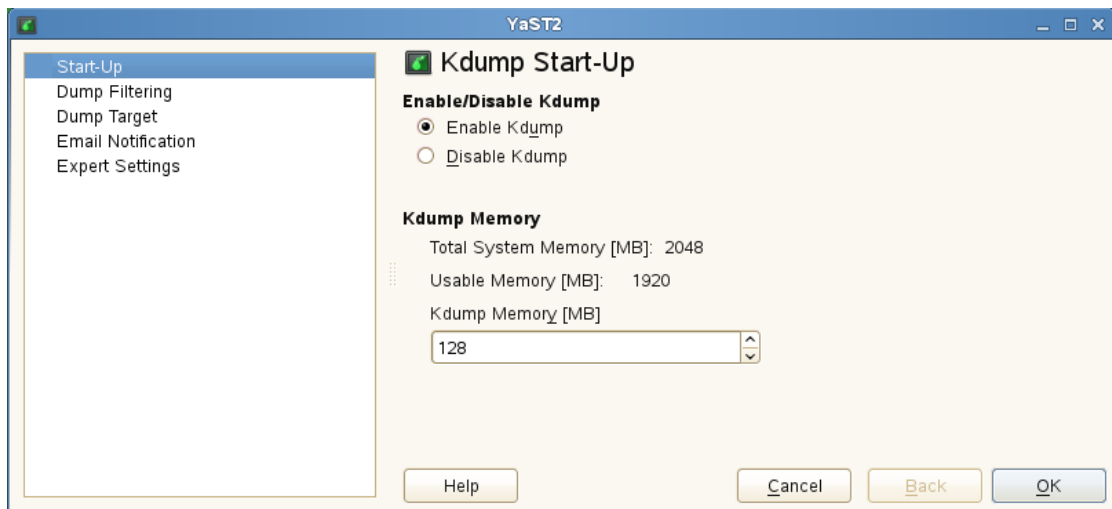 YaST2
Start-Up
Dump Filtering
Dump Target
Email Notification
Expert Settings
Kdump Start-Up
Enable/Disable Kdump
Enable Kdump
Disable Kdump
Kdump Memory
Total System Memory [MB]: 2048
Usable Memory [MB]: 1920
Kdump Memory [MB]
128
Help
Cancel
Back
OK